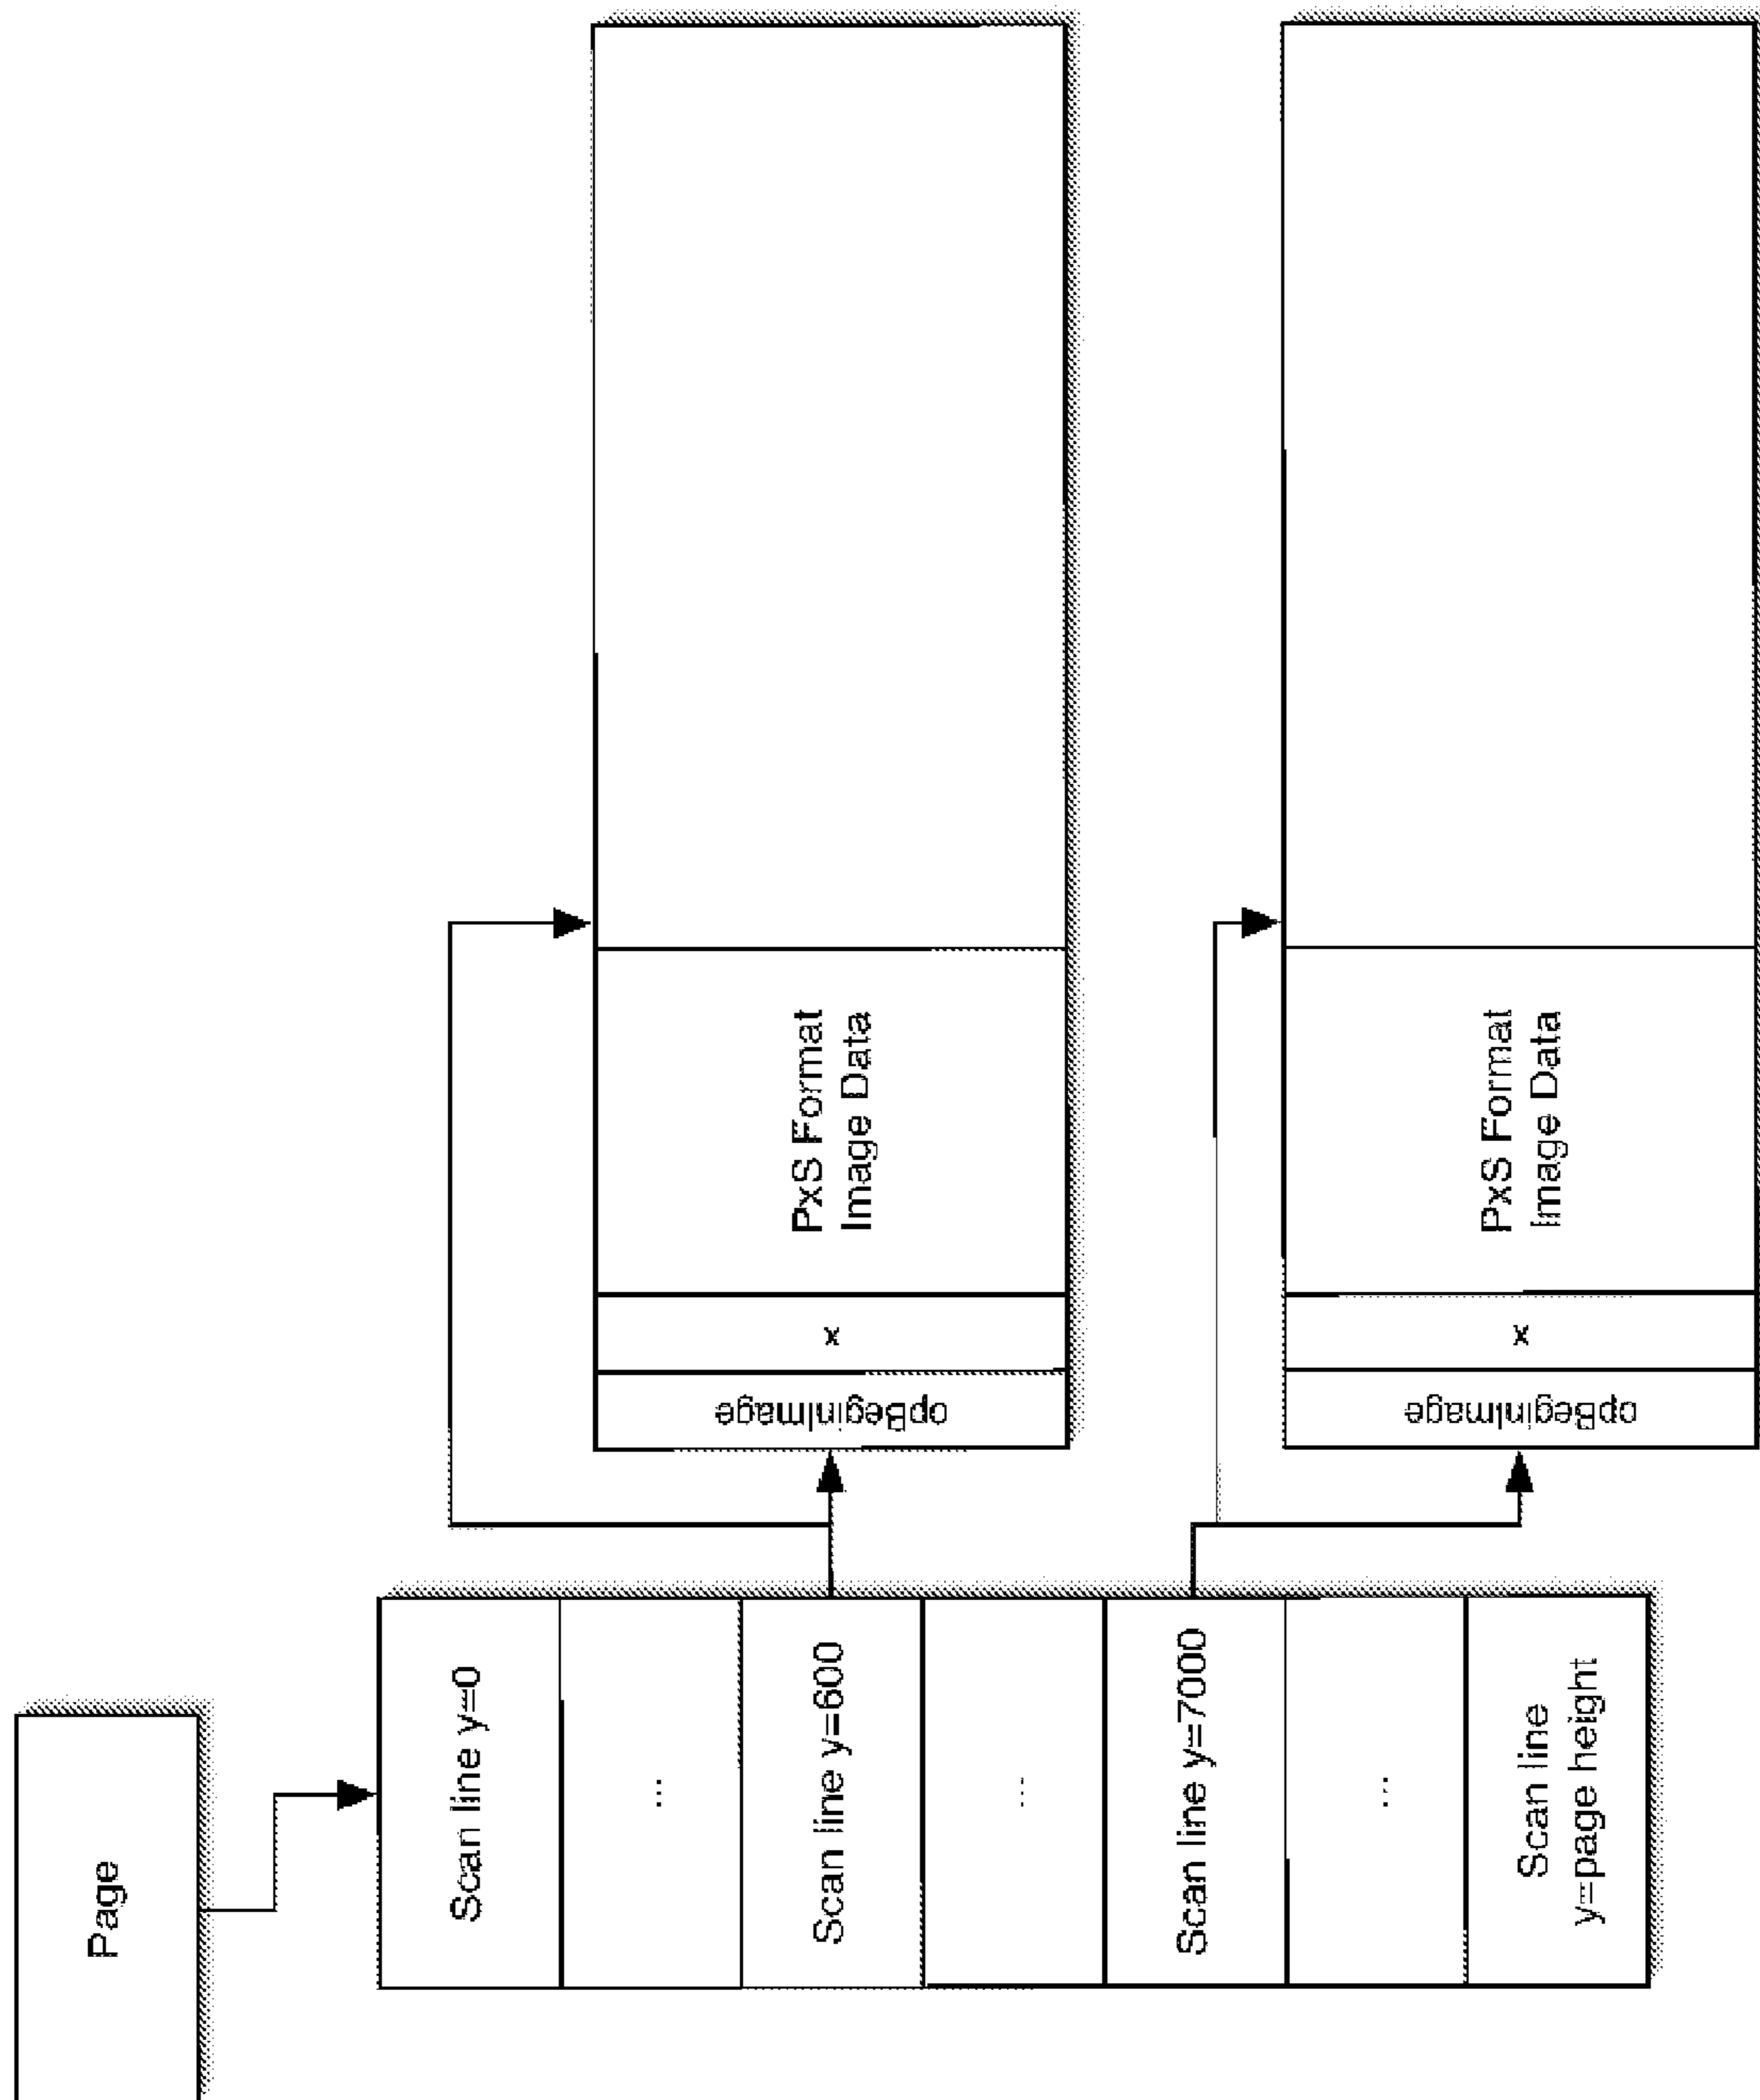 Page
Scan line y=0
...
Scan line y=600
...
Scan line y=7000
...
Scan line
y=page height
opBeginImage
x
PxS Format
Image Data
opBeginImage
x
PxS Format
Image Data